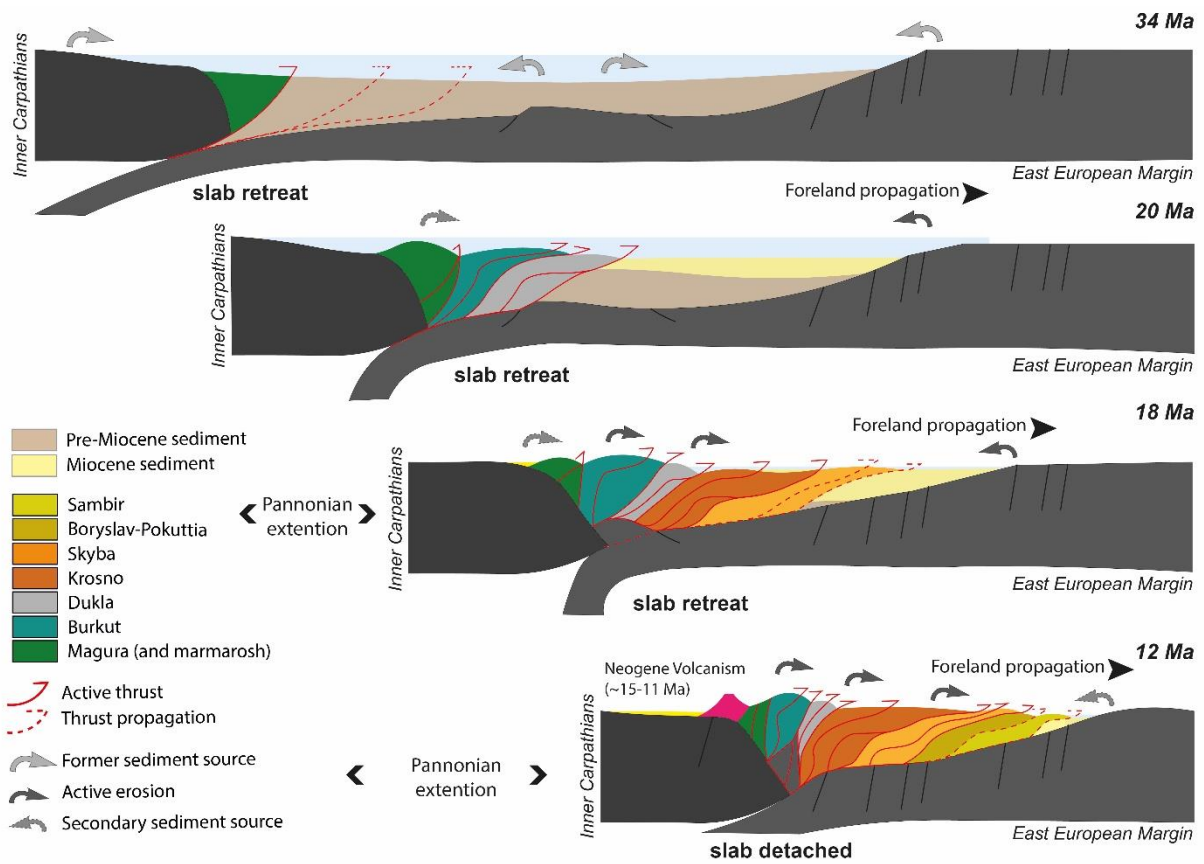 34 Ma
Inner Carpathians
slab retreat
East European Margin
Foreland propagation
20 Ma
Inner Carpathians
slab retreat
East European Margin
18 Ma
Foreland propagation
Pre-Miocene sediment
Miocene sediment
Sambir
Boryslav-Pokuttia
Skyba
Krosno
Dukla
Burkut
Magura (and marmarosh)
Active thrust
Thrust propagation
Former sediment source
Active erosion
Secondary sediment source
Pannonian
extention
Inner Carpathians
slab retreat
East European Margin
12 Ma
Neogene Volcanism
(~15-11 Ma)
Foreland propagation
Pannonian
extention
Inner Carpathians
East European Margin
slab detached